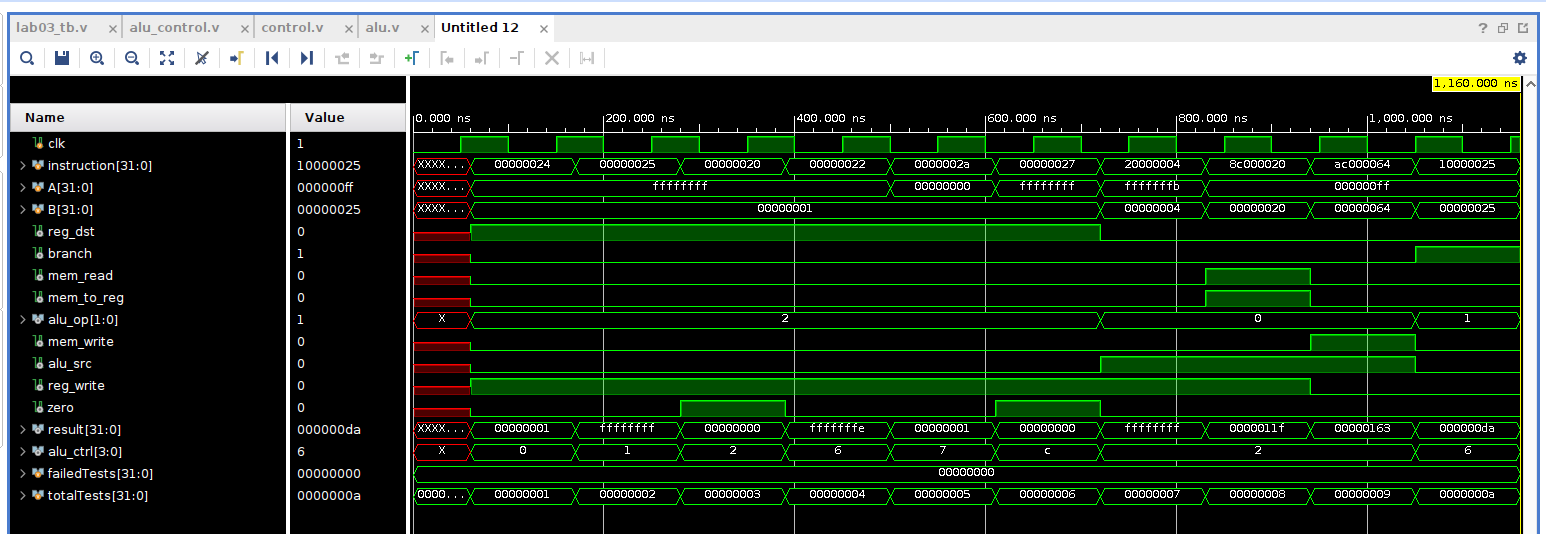 lab03_tb.v × alu_control.v × control.v × alu.v × Untitled 12 × ?
1,160.000 ns
Name Value 0.000 ns 200.000 ns 400.000 ns 600.000 ns 800.000 ns 1,000.000 ns
clk 1
instruction[31:0] 10000025 XXXX... 00000024 00000025 00000020 00000022 0000002a 00000027 20000004 8c000020 ac000064 10000025
A[31:0] 000000ff XXXX... ffffffff 00000000 ffffffff fffffffb 000000ff
B[31:0] 00000025 XXXX... 00000001 00000004 00000020 00000064 00000025
reg_dst 0
branch 1
mem_read 0
mem_to_reg 0
alu_op[1:0] 1 X 2 0 1
mem_write 0
alu_src 0
reg_write 0
zero 0
result[31:0] 000000da XXXX... 00000001 ffffffff 00000000 fffffffe 00000001 00000000 ffffffff 0000011f 00000163 000000da
alu_ctrl[3:0] 6 X 0 1 2 6 7 c 2 6
failedTests[31:0] 00000000 00000000
totalTests[31:0] 0000000a 0000... 00000001 00000002 00000003 00000004 00000005 00000006 00000007 00000008 00000009 0000000a